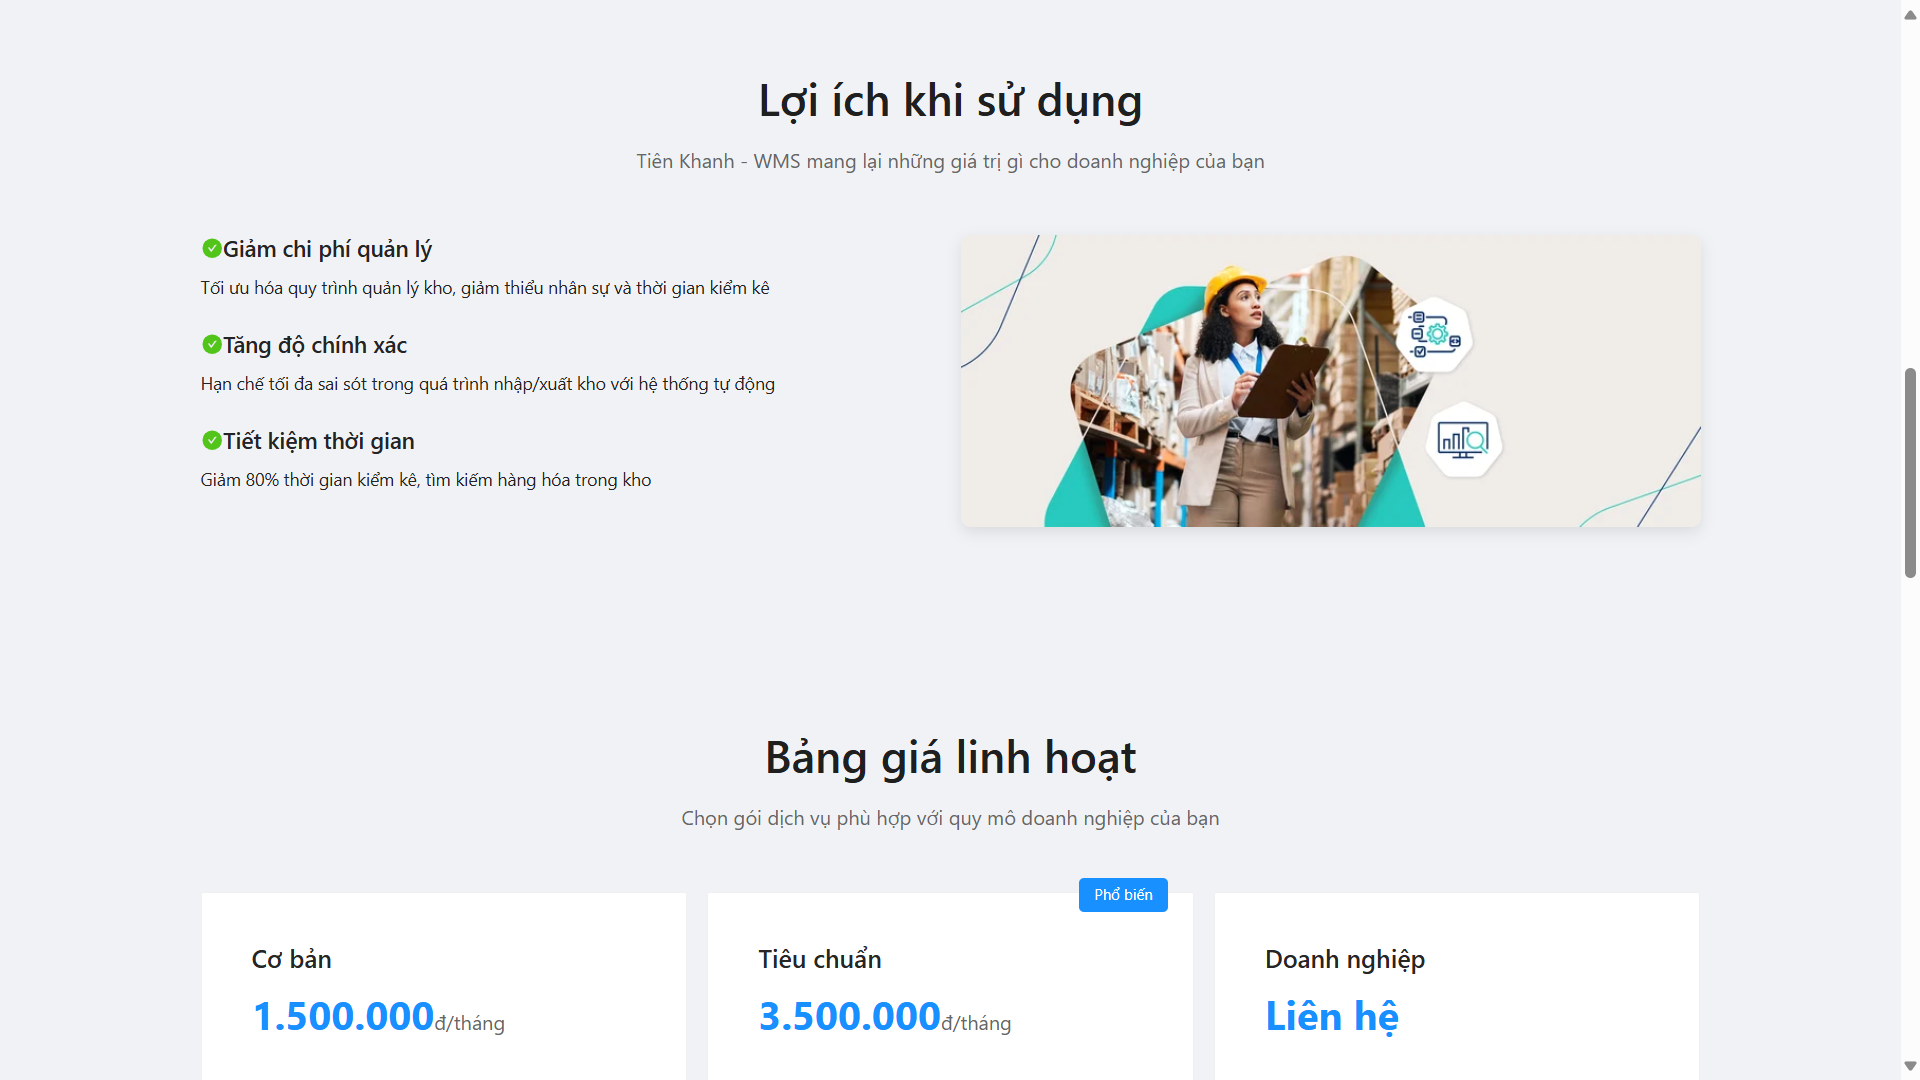 Lợi ích khi sử dụng
Tiên Khanh - WMS mang lại những giá trị gì cho doanh nghiệp của bạn
Giảm chi phí quản lý
Tối ưu hóa quy trình quản lý kho, giảm thiểu nhân sự và thời gian kiểm kê
Tăng độ chính xác
Hạn chế tối đa sai sót trong quá trình nhập/xuất kho với hệ thống tự động
Tiết kiệm thời gian
Giảm 80% thời gian kiểm kê, tìm kiếm hàng hóa trong kho
Bảng giá linh hoạt
Chọn gói dịch vụ phù hợp với quy mô doanh nghiệp của bạn
Cơ bản
1.500.000đ/tháng
Phổ biến
Tiêu chuẩn
3.500.000đ/tháng
Doanh nghiệp
Liên hệ